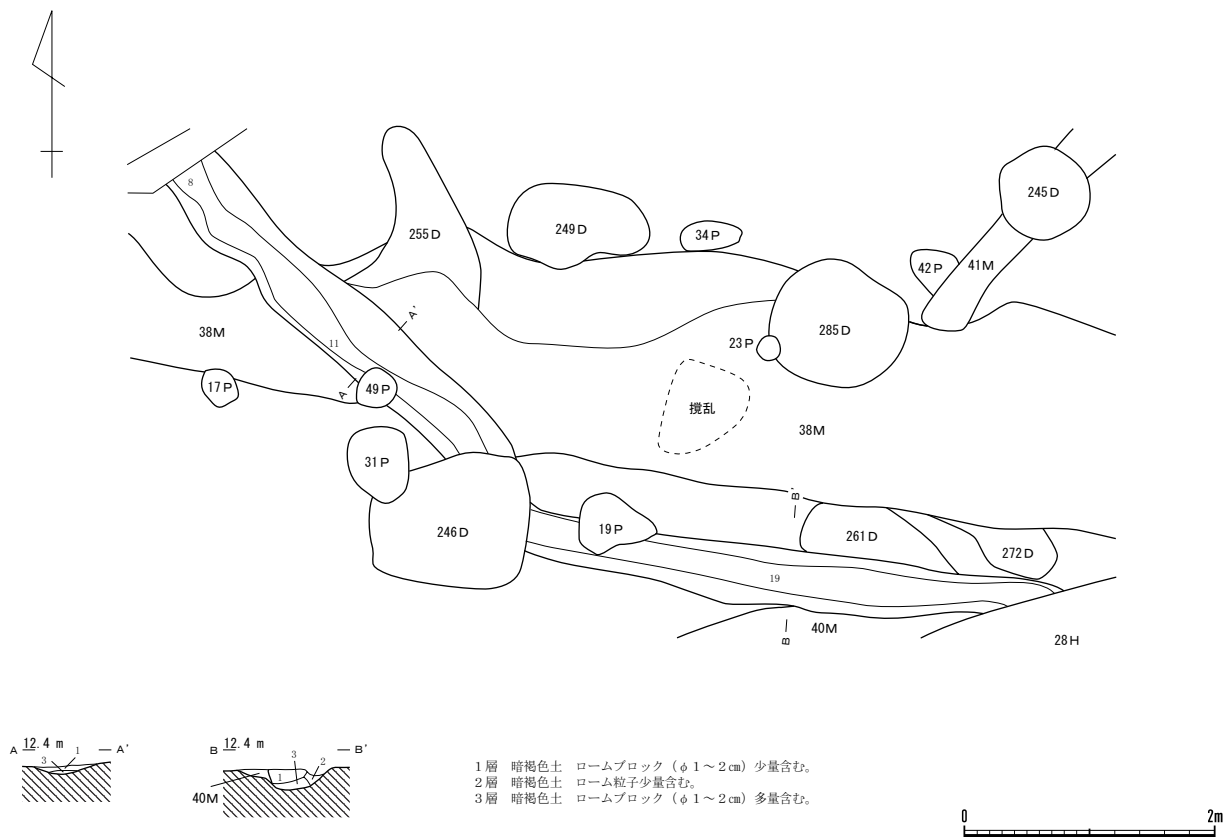 8
255D
249D
34P
245D
42P
41M
A'
38M
11
23P
285D
17P
A
49P
撹乱
38M
31P
B'
246D
19P
261D
272D
19
B
40M
28H
A 12.4 m
3
1
A'
B 12.4 m
3
2
B'
1
40M
1層 暗褐色土 ロームブロック(φ1~2㎝)少量含む。
2層 暗褐色土 ローム粒子少量含む。
3層 暗褐色土 ロームブロック(φ1~2㎝)多量含む。
0
2m